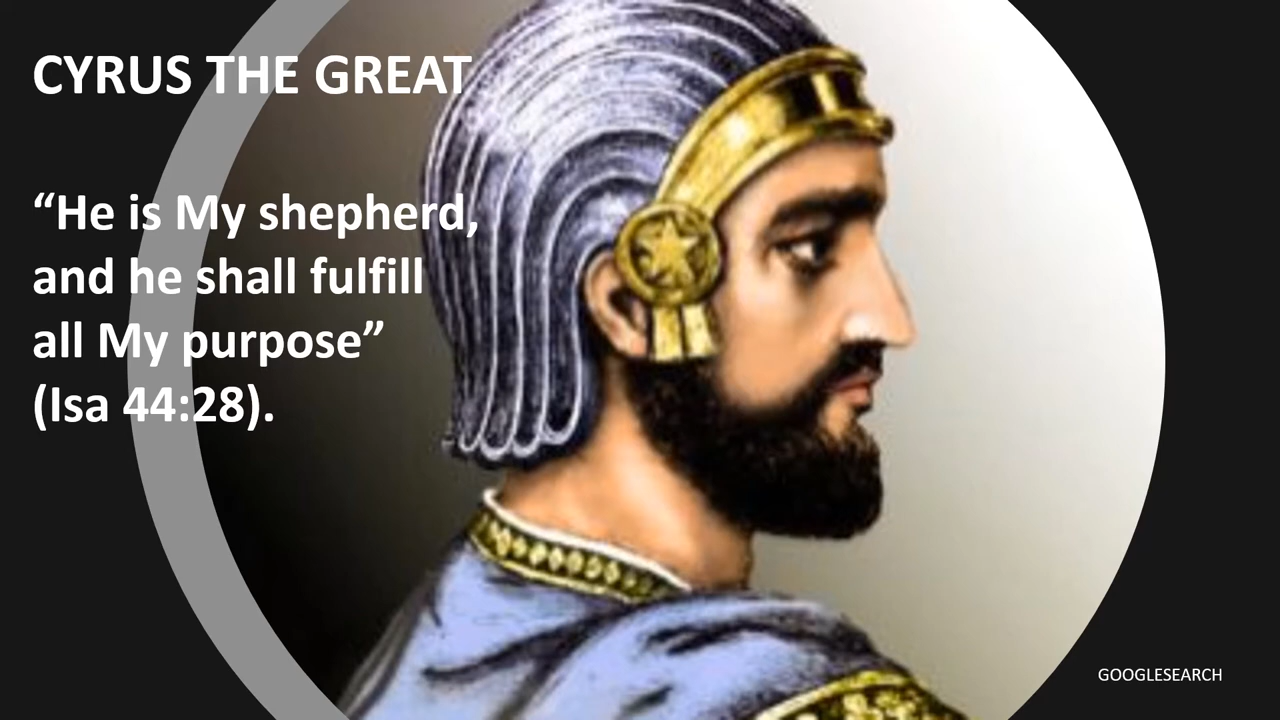 CYRUS THE GREAT
“He is My shepherd,
and he shall fulfill
all My purpose”
(Isa 44:28).
GOOGLESEARCH